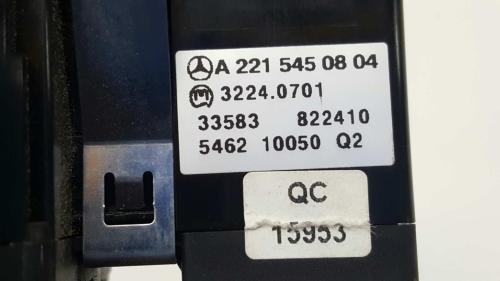 A 221 545 08 04
3224.0701
33583 822410
5462 10050 Q2
QC
15953